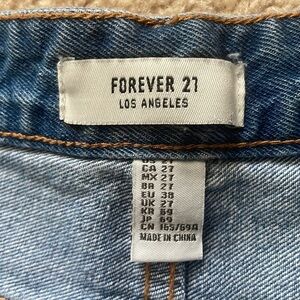 FOREVER 21
LOS ANGELES
CA 27
MX 27
BR 27
EU 38
UK 27
KR 69
JP 69
CN 165/69A
MADE IN CHINA